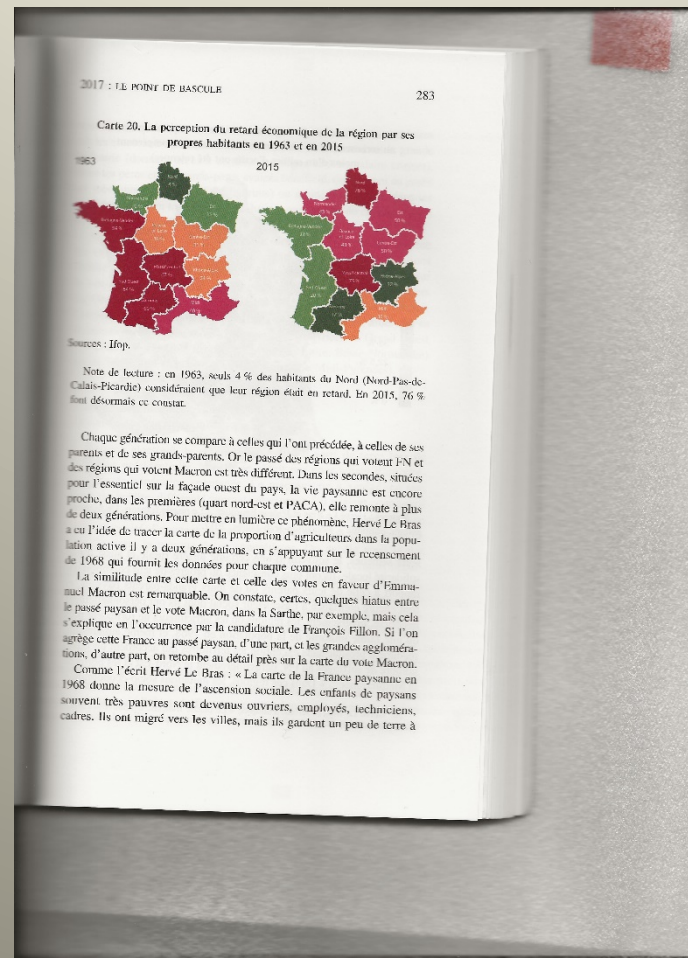 2017 : LE POINT DE BASCULE
283
Carte 20. La perception du retard économique de la région par ses
propres habitants en 1963 et en 2015
1963
2015
Sources : Ifop.
Note de lecture : en 1963, seuls 4 % des habitants du Nord (Nord-Pas-de-
Calais-Picardie) considéraient que leur région était en retard. En 2015, 76 %
font désormais ce constat.
Chaque génération se compare à celles qui l'ont précédée, à celles de ses
parents et de ses grands-parents. Or le passé des régions qui votent FN et
des régions qui votent Macron est très différent. Dans les secondes, situées
pour l'essentiel sur la façade ouest du pays, la vie paysanne est encore
proche, dans les premières (quart nord-est et PACA), elle remonte à plus
de deux générations. Pour mettre en lumière ce phénomène, Hervé Le Bras
a eu l'idée de tracer la carte de la proportion d'agriculteurs dans la popu-
lation active il y a deux générations, en s'appuyant sur le recensement
de 1968 qui fournit les données pour chaque commune.
La similitude entre cette carte et celle des votes en faveur d'Emma-
nuel Macron est remarquable. On constate, certes, quelques hiatus entre
le passé paysan et le vote Macron, dans la Sarthe, par exemple, mais cela
s'explique en l'occurrence par la candidature de François Fillon. Si l'on
agrège cette France au passé paysan, d'une part, et les grandes aggloméra-
tions, d'autre part, on retombe au détail près sur la carte du vote Macron.
Comme l'écrit Hervé Le Bras : « La carte de la France paysanne en
1968 donne la mesure de l'ascension sociale. Les enfants de paysans
souvent très pauvres sont devenus ouvriers, employés, techniciens,
cadres. Ils ont migré vers les villes, mais ils gardent un peu de terre à